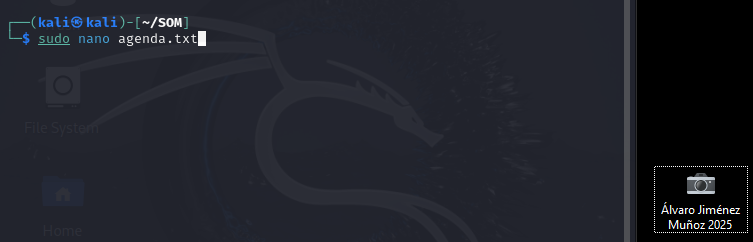 ┌──(kali㉿kali)-[~/SOM]
└─$ sudo nano agenda.txt
File System
Home
Álvaro Jiménez
Muñoz 2025